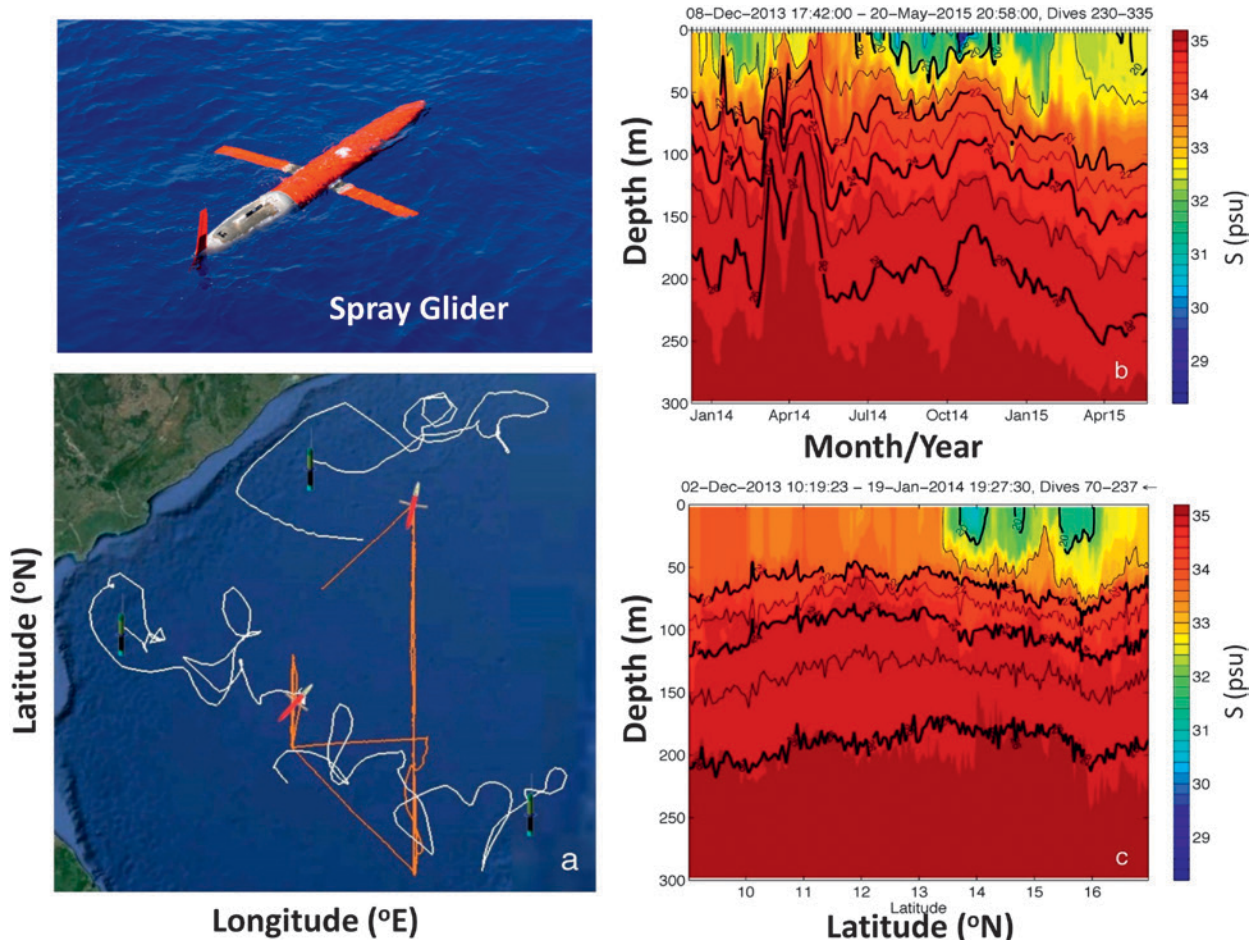 Spray Glider
Latitude (ºN)
Longitude (ºE)
a
08–Dec–2013 17:42:00 – 20–May–2015 20:58:00, Dives 230–335
0
50
100
150
200
250
300
Depth (m)
Jan14 Apr14 Jul14 Oct14 Jan15 Apr15
Month/Year
b
35
34
33
32
31
30
29
S (psu)
02–Dec–2013 10:19:23 – 19–Jan–2014 19:27:30, Dives 70–237 ←
0
50
100
150
200
250
300
Depth (m)
10 11 12 13 14 15 16
Latitude
Latitude (ºN)
c
35
34
33
32
31
30
29
S (psu)